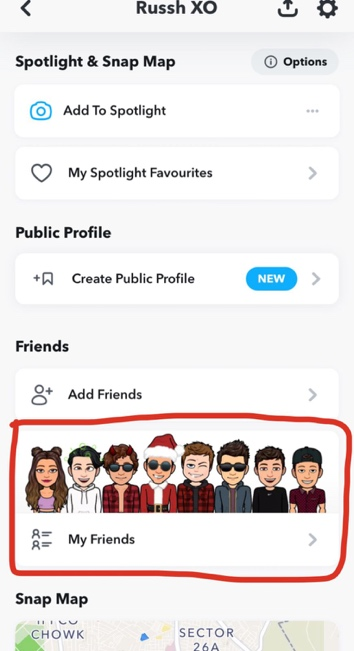 Russh XO
Spotlight & Snap Map
Options
Add To Spotlight
My Spotlight Favourites
Public Profile
Create Public Profile
NEW
Friends
Add Friends
My Friends
Snap Map
CHOWK
SECTOR
26A